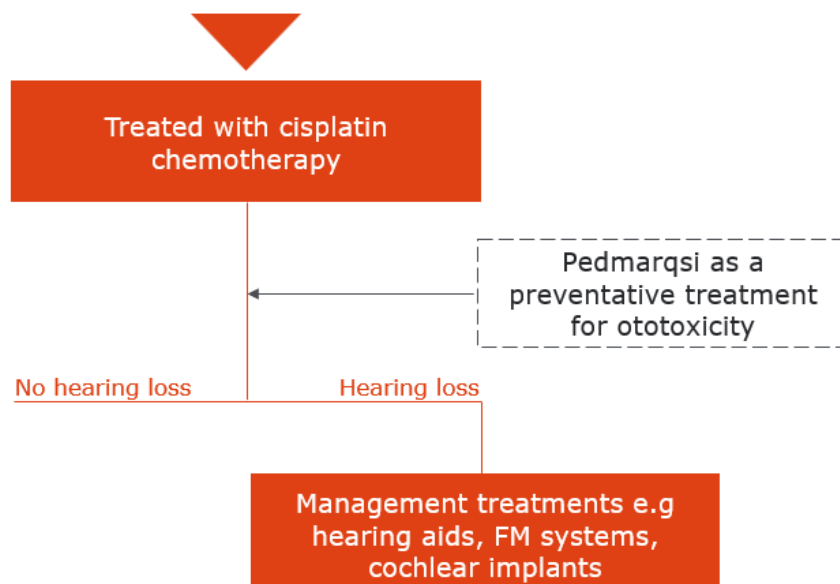 Treated with cisplatin
chemotherapy
Pedmarqsi as a
preventative treatment
for ototoxicity
No hearing loss
Hearing loss
Management treatments e.g
hearing aids, FM systems,
cochlear implants